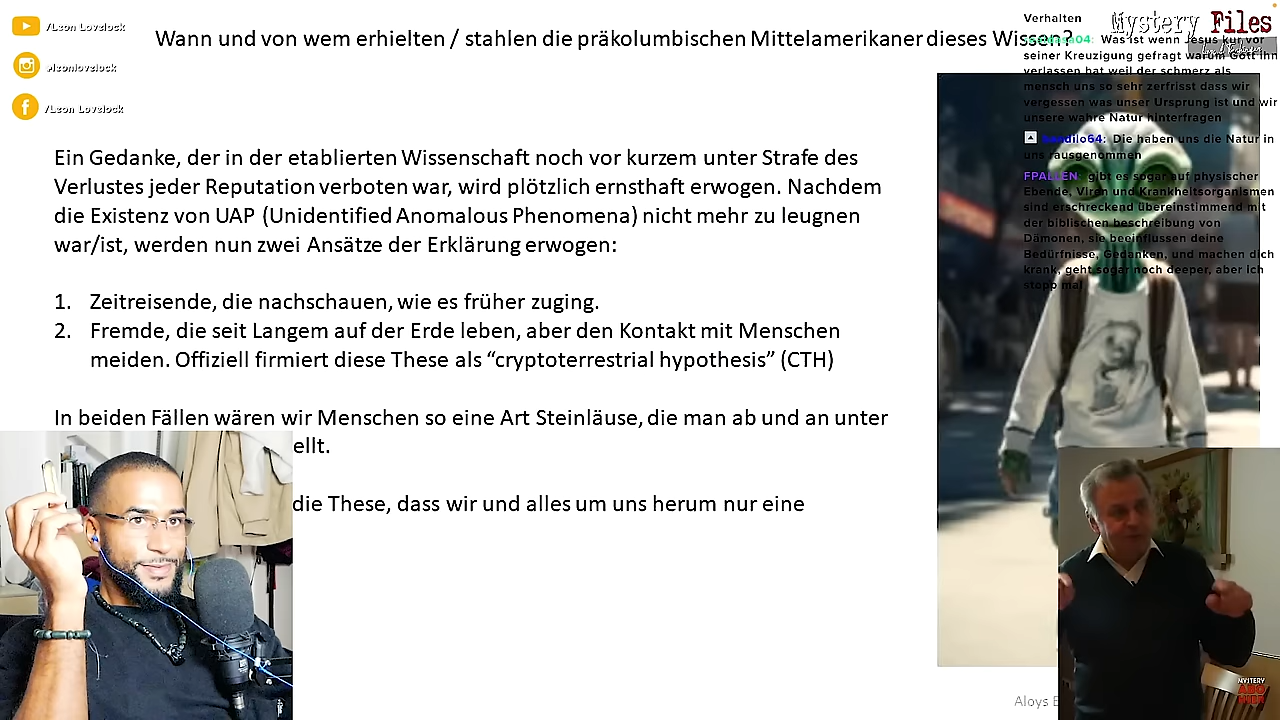 /Leon Lovelock
/leonlovelock
/Leon Lovelock
Wann und von wem erhielten / stahlen die präkolumbischen Mittelamerikaner dieses Wissen?
Mystery Files
Ein Gedanke, der in der etablierten Wissenschaft noch vor kurzem unter Strafe des
Verlustes jeder Reputation verboten war, wird plötzlich ernsthaft erwogen. Nachdem
die Existenz von UAP (Unidentified Anomalous Phenomena) nicht mehr zu leugnen
war/ist, werden nun zwei Ansätze der Erklärung erwogen:
1. Zeitreisende, die nachschauen, wie es früher zuging.
2. Fremde, die seit Langem auf der Erde leben, aber den Kontakt mit Menschen
meiden. Offiziell firmiert diese These als “cryptoterrestrial hypothesis” (CTH)
In beiden Fällen wären wir Menschen so eine Art Steinläuse, die man ab und an unter
ellt.
die These, dass wir und alles um uns herum nur eine
Verhalten
Was ist wenn Jesus kur vor
seiner Kreuzigung gefragt warum Gott ihn
verlassen hat weil der schmerz als
mensch uns so sehr zerfrisst dass wir
vergessen was unser Ursprung ist und wir
unsere wahre Natur hinterfragen
Die haben uns die Natur in
uns rausgenommen
FPALLEN: gibt es sogar auf physischer
Ebende, Viren und Krankheitsorganismen
sind erschreckend übereinstimmend mit
der biblischen beschreibung von
Dämonen, sie beeinflussen deine
Bedürfnisse, Gedanken, und machen dich
krank, geht sogar noch deeper, aber ich
stopp mal
Aloys
MYSTERY